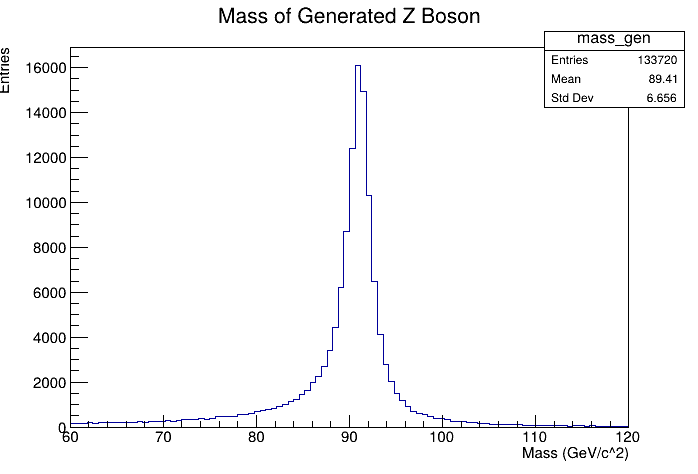 Mass of Generated Z Boson
mass_gen
Entries 133720
Mean 89.41
Std Dev 6.656
Entries
16000
14000
12000
10000
8000
6000
4000
2000
0
60 70 80 90 100 110 120
Mass (GeV/c^2)